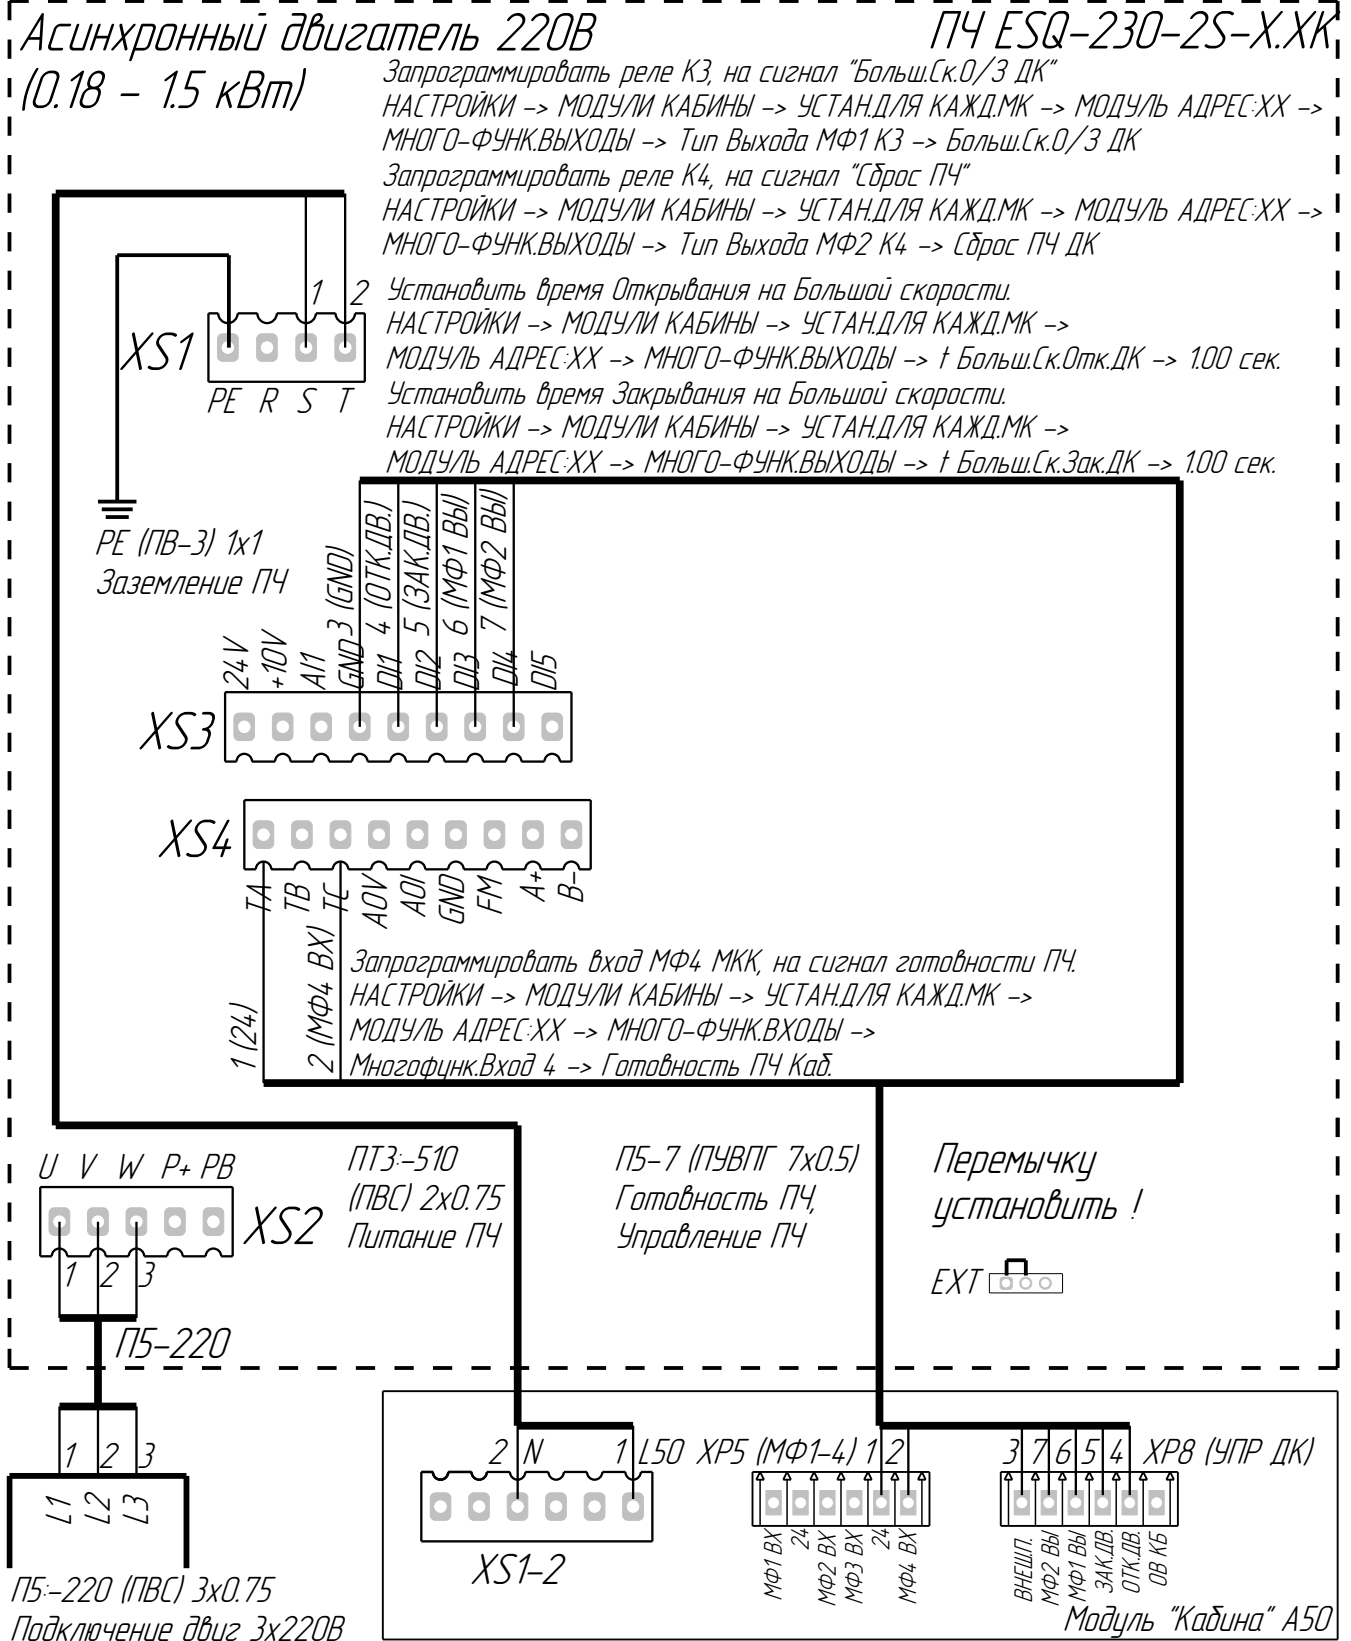 Асинхронный двигатель 220В
ПЧ ESQ-230-2S-X.XK
(0.18 - 1.5 кВт)
Запрограммировать реле К3, на сигнал "Больш.Ск.О/З ДК"
НАСТРОЙКИ -> МОДУЛИ КАБИНЫ -> УСТАН.ДЛЯ КАЖД.МК -> МОДУЛЬ АДРЕС:XX ->
МНОГО-ФУНК.ВЫХОДЫ -> Тип Выхода МФ1 К3 -> Больш.Ск.О/З ДК
Запрограммировать реле К4, на сигнал "Сброс ПЧ"
НАСТРОЙКИ -> МОДУЛИ КАБИНЫ -> УСТАН.ДЛЯ КАЖД.МК -> МОДУЛЬ АДРЕС:XX ->
МНОГО-ФУНК.ВЫХОДЫ -> Тип Выхода МФ2 К4 -> Сброс ПЧ ДК
Установить время Открывания на Большой скорости.
НАСТРОЙКИ -> МОДУЛИ КАБИНЫ -> УСТАН.ДЛЯ КАЖД.МК ->
МОДУЛЬ АДРЕС:XX -> МНОГО-ФУНК.ВЫХОДЫ -> t Больш.Ск.Отк.ДК -> 1.00 сек.
Установить время Закрывания на Большой скорости.
НАСТРОЙКИ -> МОДУЛИ КАБИНЫ -> УСТАН.ДЛЯ КАЖД.МК ->
МОДУЛЬ АДРЕС:XX -> МНОГО-ФУНК.ВЫХОДЫ -> t Больш.Ск.Зак.ДК -> 1.00 сек.
1 2
XS1
PE R S T
PE (ПВ-3) 1x1
Заземление ПЧ
3 (GND)
4 (ОТК.ДВ.)
5 (ЗАК.ДВ.)
6 (МФ1 ВЫ)
7 (МФ2 ВЫ)
24V
+10V
AI1
GND
DI1
DI2
DI3
DI4
DI5
XS3
XS4
TA
TB
TC
AOV
AOI
GND
FM
A+
B-
1 (24)
2 (МФ4 ВХ)
Запрограммировать вход МФ4 МКК, на сигнал готовности ПЧ.
НАСТРОЙКИ -> МОДУЛИ КАБИНЫ -> УСТАН.ДЛЯ КАЖД.МК ->
МОДУЛЬ АДРЕС:XX -> МНОГО-ФУНК.ВХОДЫ ->
Многофунк.Вход 4 -> Готовность ПЧ Каб.
U V W P+ PB
XS2
1 2 3
П5-220
ПТ3:-510
(ПВС) 2x0.75
Питание ПЧ
П5-7 (ПУВПГ 7x0.5)
Готовность ПЧ,
Управление ПЧ
Перемычку
установить !
EXT
1 2 3
L1
L2
L3
П5:-220 (ПВС) 3x0.75
Подключение двиг 3x220В
2 N 1 L50
XS1-2
XP5 (МФ1-4) 1 2
МФ1 ВХ
24
МФ2 ВХ
МФ3 ВХ
24
МФ4 ВХ
3 7 6 5 4 XP8 (УПР ДК)
ВНЕШ.П.
МФ2 ВЫ
МФ1 ВЫ
ЗАК.ДВ.
ОТК.ДВ.
ОВ КБ
Модуль "Кабина" А50